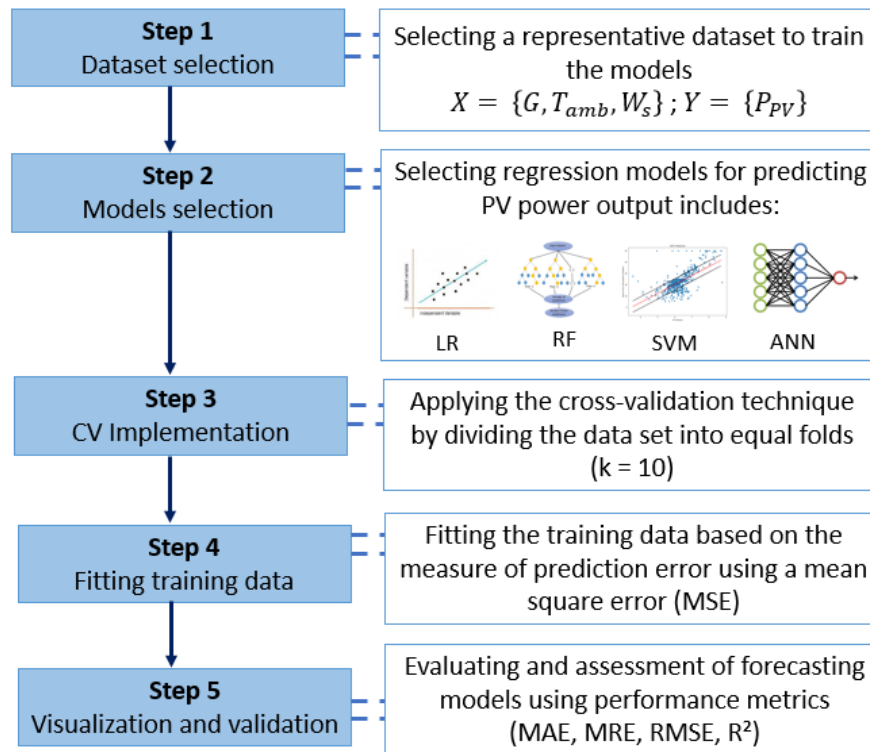 Step 1
Dataset selection
Selecting a representative dataset to train
the models
X = {G, T_amb, W_s} ; Y = {P_PV}
Step 2
Models selection
Selecting regression models for predicting
PV power output includes:
Dependent Variable
Independent Variable
LR
RF
SVM
ANN
Step 3
CV Implementation
Applying the cross-validation technique
by dividing the data set into equal folds
(k = 10)
Step 4
Fitting training data
Fitting the training data based on the
measure of prediction error using a mean
square error (MSE)
Step 5
Visualization and validation
Evaluating and assessment of forecasting
models using performance metrics
(MAE, MRE, RMSE, R²)